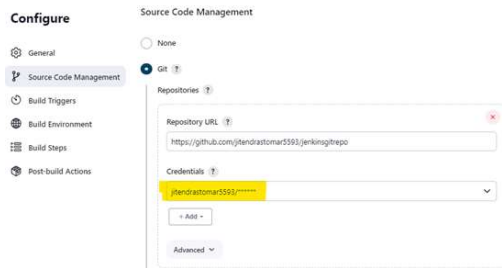 Configure
General
Source Code Management
Build Triggers
Build Environment
Build Steps
Post-build Actions
Source Code Management
None
Git ?
Repositories ?
Repository URL ?
https://github.com/jitendrastomar5593/jenkinsgitrepo
Credentials ?
jitendrastomar5593/******
+ Add
Advanced